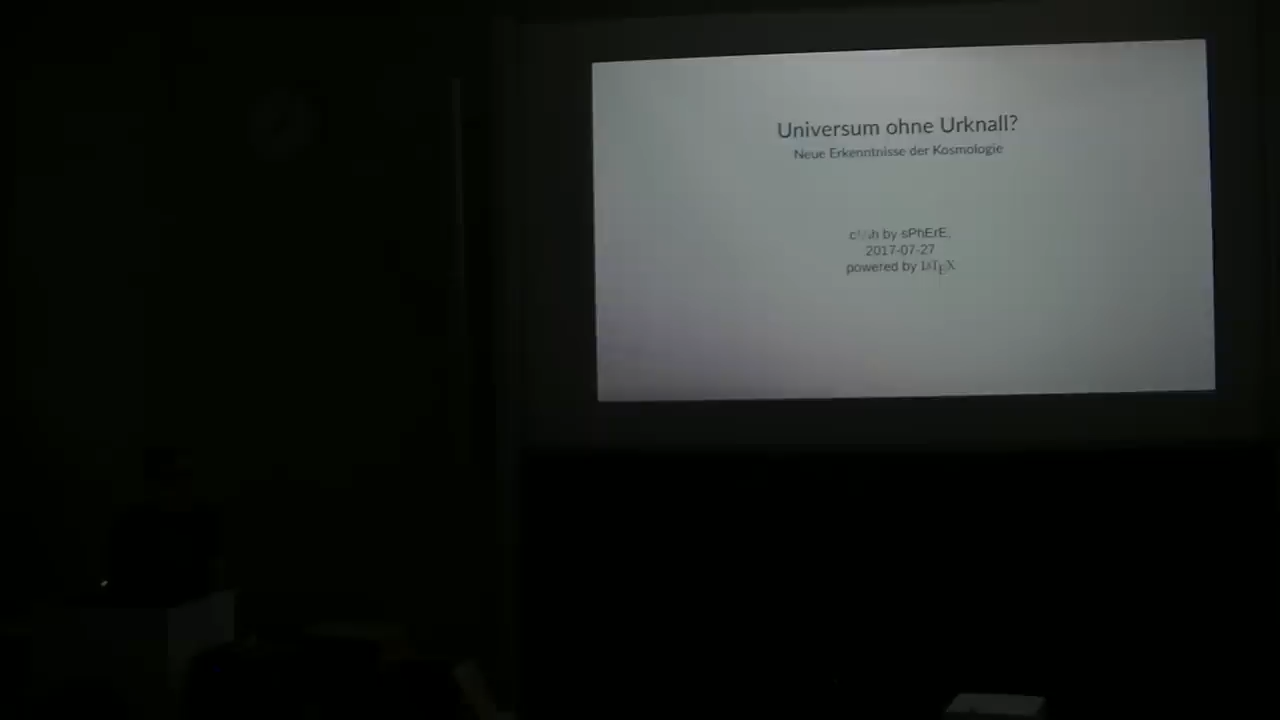 Universum ohne Urknall?
Neue Erkenntnisse der Kosmologie
by sPhErE,
2017-07-27
powered by LATEX